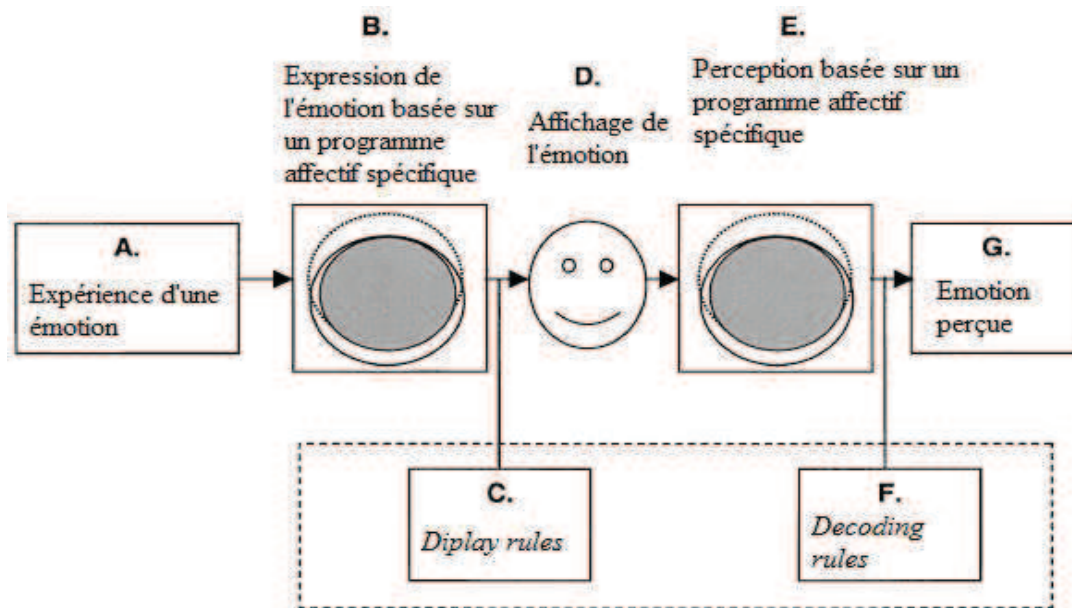 B.
Expression de
l'émotion basée sur
un programme
affectif spécifique
D.
Affichage de
l'émotion
E.
Perception basée sur un
programme affectif
spécifique
A.
Expérience d'une
émotion
G.
Emotion
perçue
C.
Diplay rules
F.
Decoding
rules